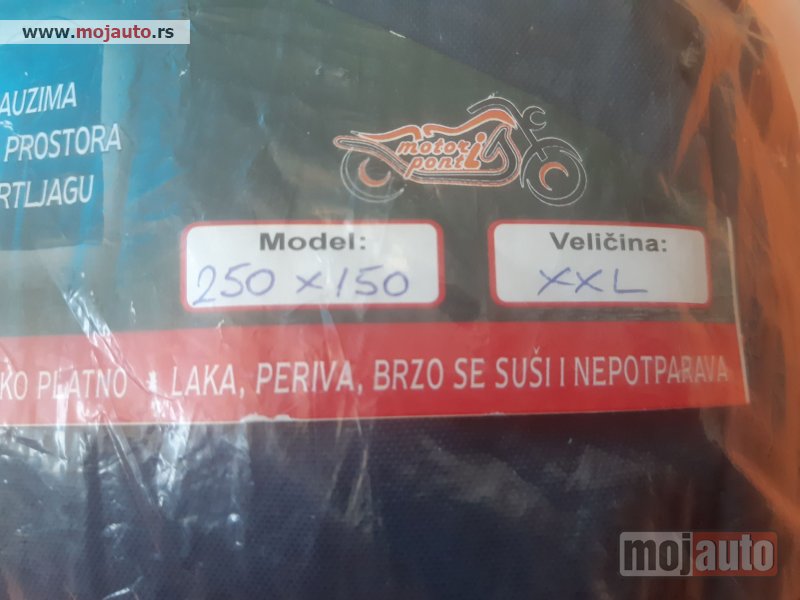 www.mojauto.rs
AUZIMA
PROSTORA
RTLJAGU
motor
ponti
Model:
250 x 150
Veličina:
XXL
KO PLATNO * LAKA, PERIVA, BRZO SE SUŠI I NEPOTPARAVA
mojauto